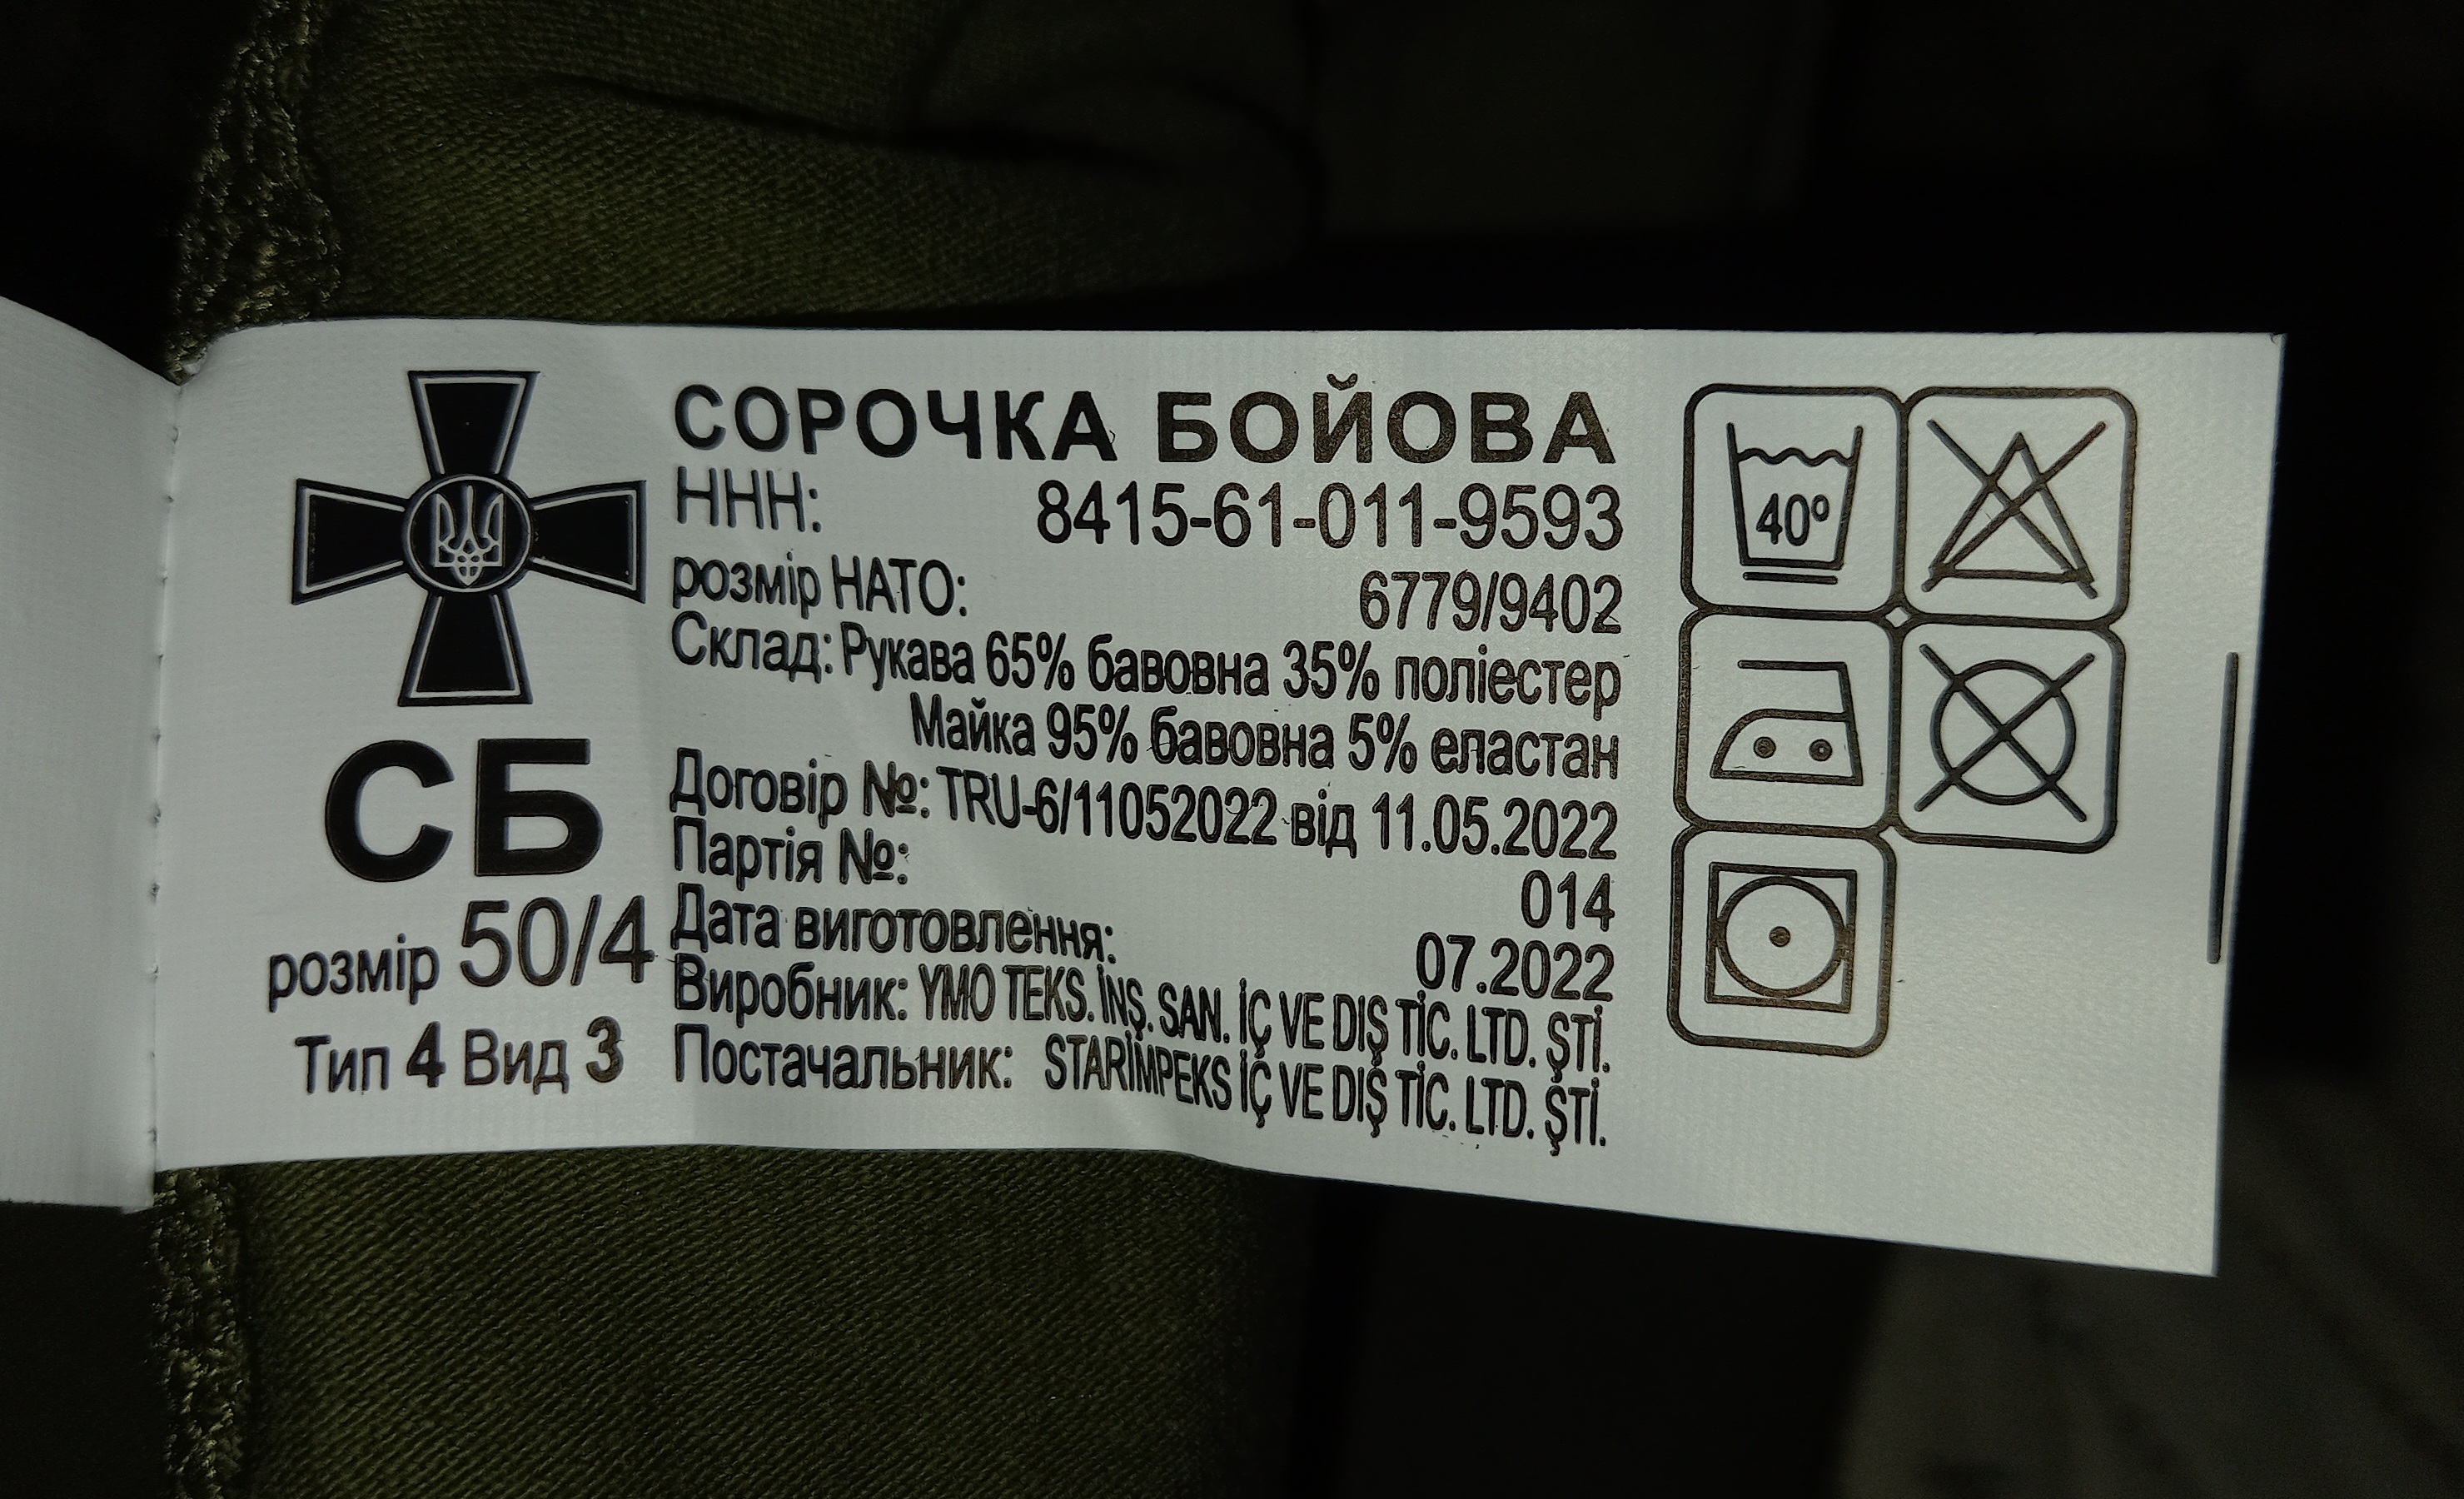 СОРОЧКА БОЙОВА
ННН: 8415-61-011-9593
розмір НАТО: 6779/9402
Склад: Рукава 65% бавовна 35% поліестер
Майка 95% бавовна 5% еластан
Договір №: TRU-6/11052022 від 11.05.2022
Партія №: 014
Дата виготовлення: 07.2022
Виробник: YMO TEKS. İNŞ. SAN. İÇ VE DIŞ TİC. LTD. ŞTİ.
Постачальник: STARİMPEKS İÇ VE DIŞ TİC. LTD. ŞTİ.
СБ
розмір 50/4
Тип 4 Вид 3
40º